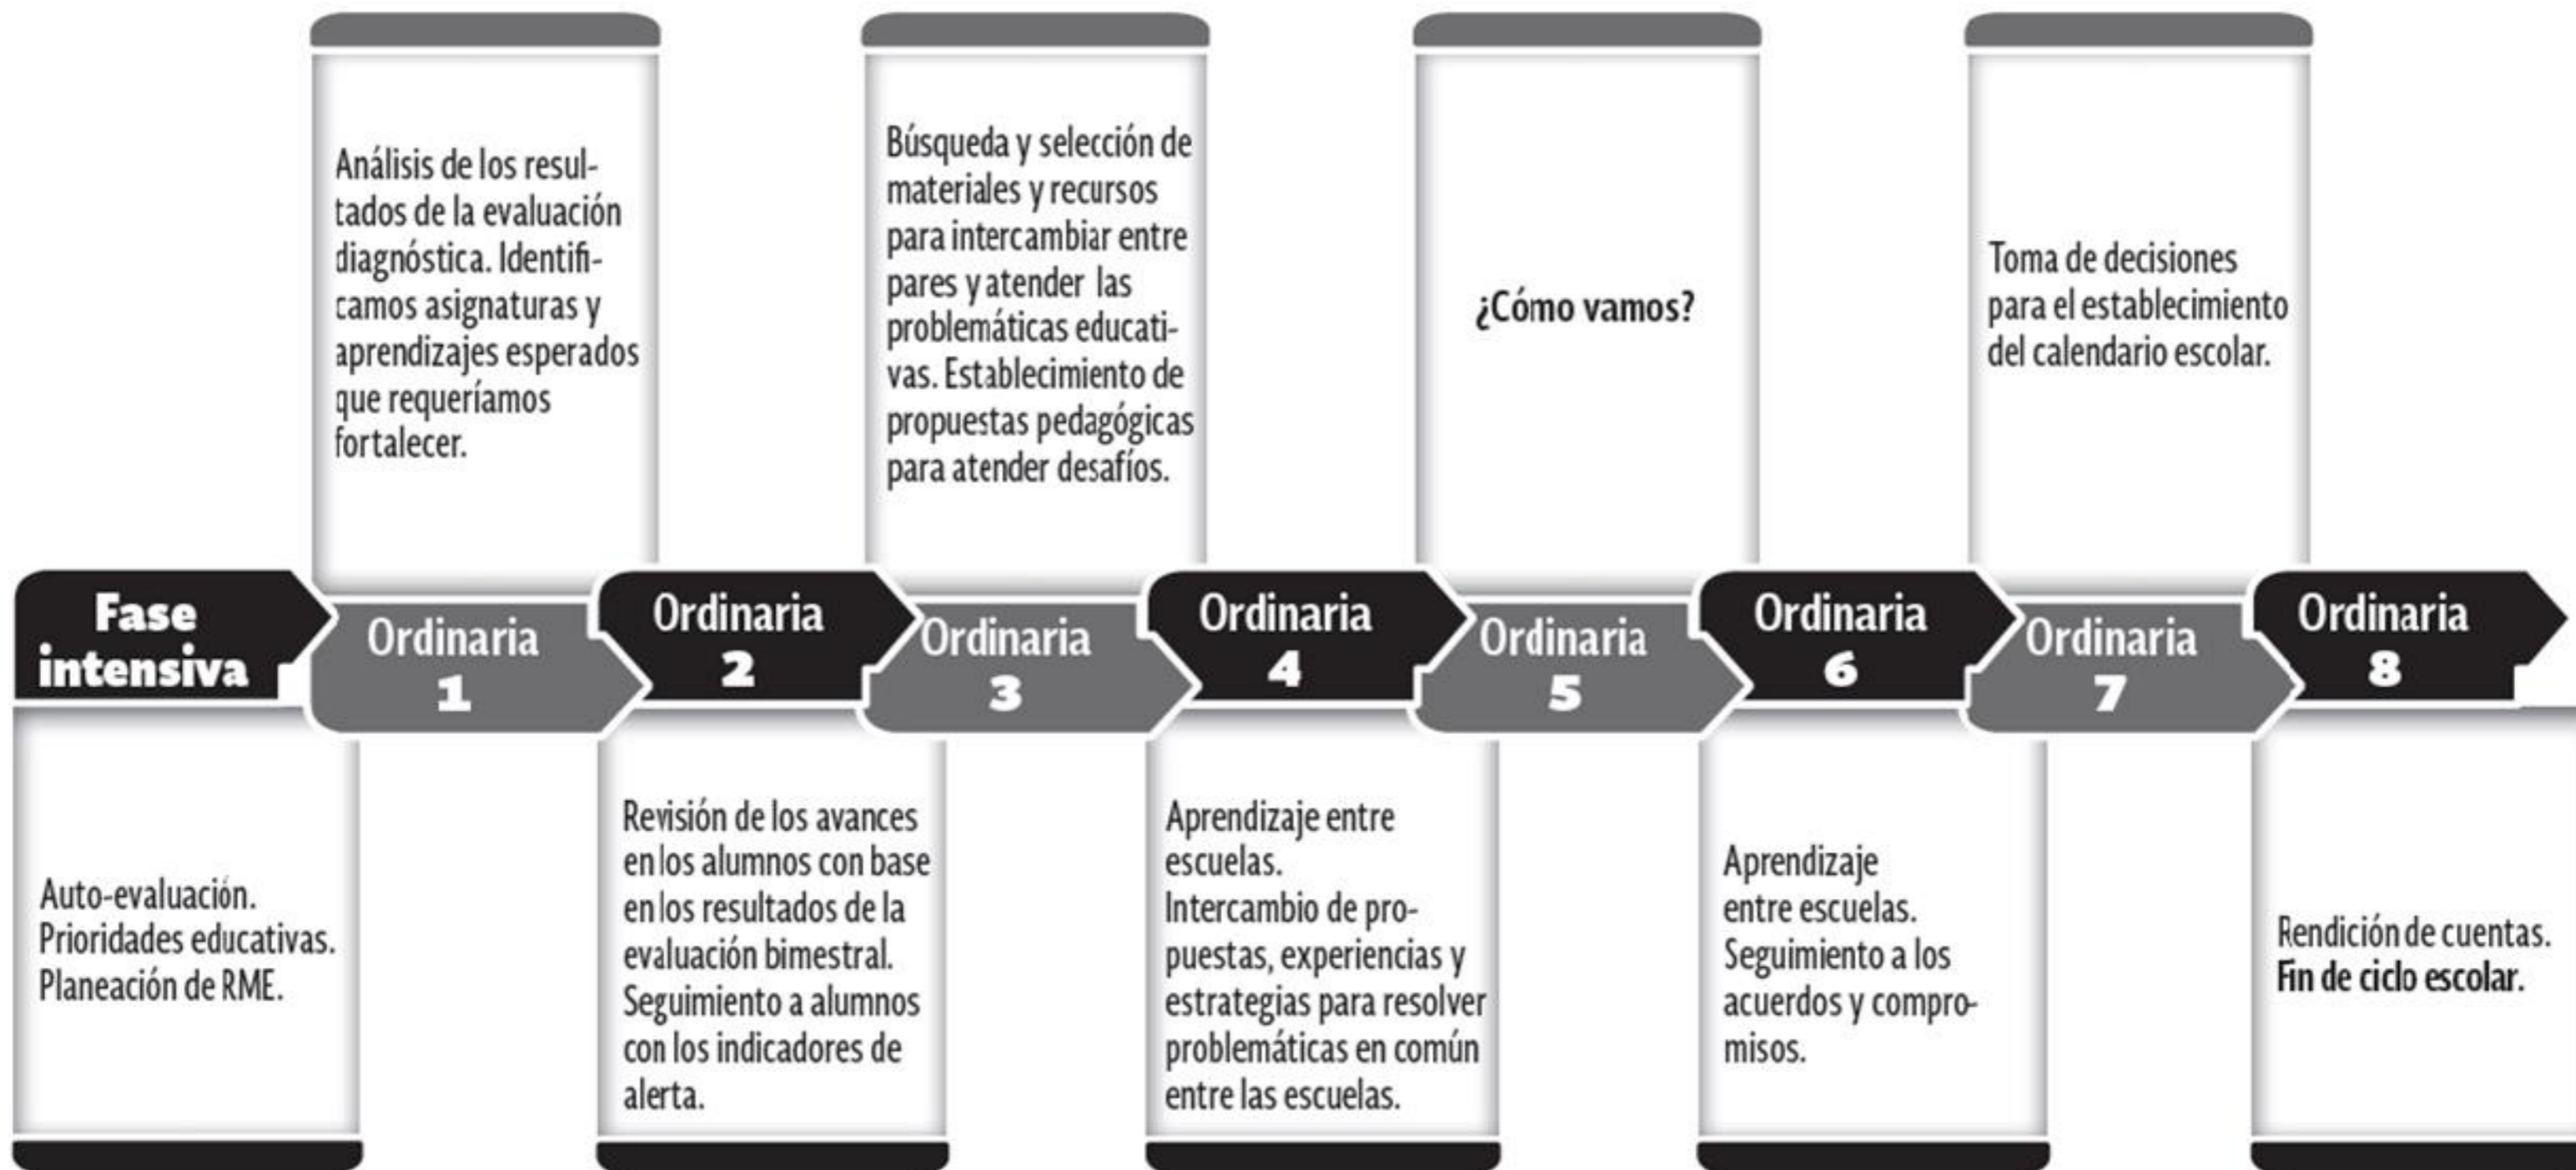 Análisis de los resul-
tados de la evaluación
diagnóstica. Identifi-
camos asignaturas y
aprendizajes esperados
que requeríamos
fortalecer.
Búsqueda y selección de
materiales y recursos
para intercambiar entre
pares y atender las
problemáticas educati-
vas. Establecimiento de
propuestas pedagógicas
para atender desafíos.
¿Cómo vamos?
Toma de decisiones
para el establecimiento
del calendario escolar.
Fase
intensiva
Ordinaria
1
Ordinaria
2
Ordinaria
3
Ordinaria
4
Ordinaria
5
Ordinaria
6
Ordinaria
7
Ordinaria
8
Auto-evaluación.
Prioridades educativas.
Planeación de RME.
Revisión de los avances
en los alumnos con base
en los resultados de la
evaluación bimestral.
Seguimiento a alumnos
con los indicadores de
alerta.
Aprendizaje entre
escuelas.
Intercambio de pro-
puestas, experiencias y
estrategias para resolver
problemáticas en común
entre las escuelas.
Aprendizaje
entre escuelas.
Seguimiento a los
acuerdos y compro-
misos.
Rendición de cuentas.
Fin de ciclo escolar.